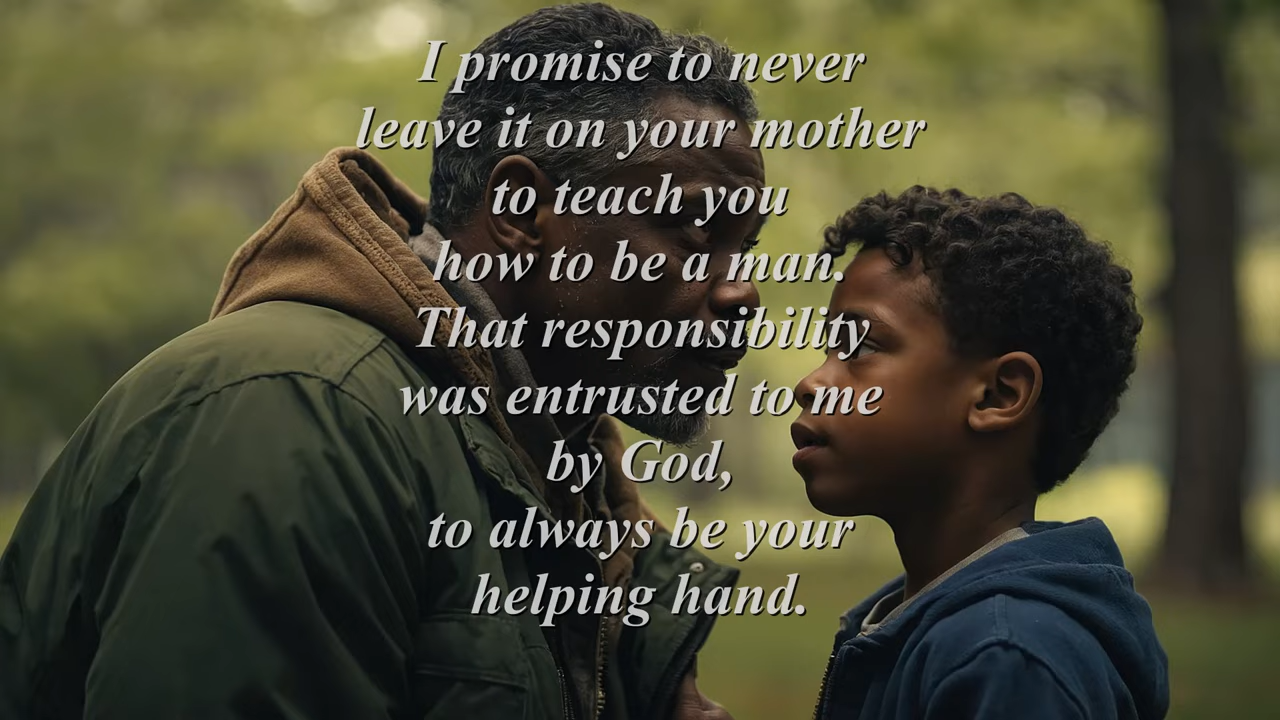 I promise to never
leave it on your mother
to teach you
how to be a man.
That responsibility
was entrusted to me
by God,
to always be your
helping hand.